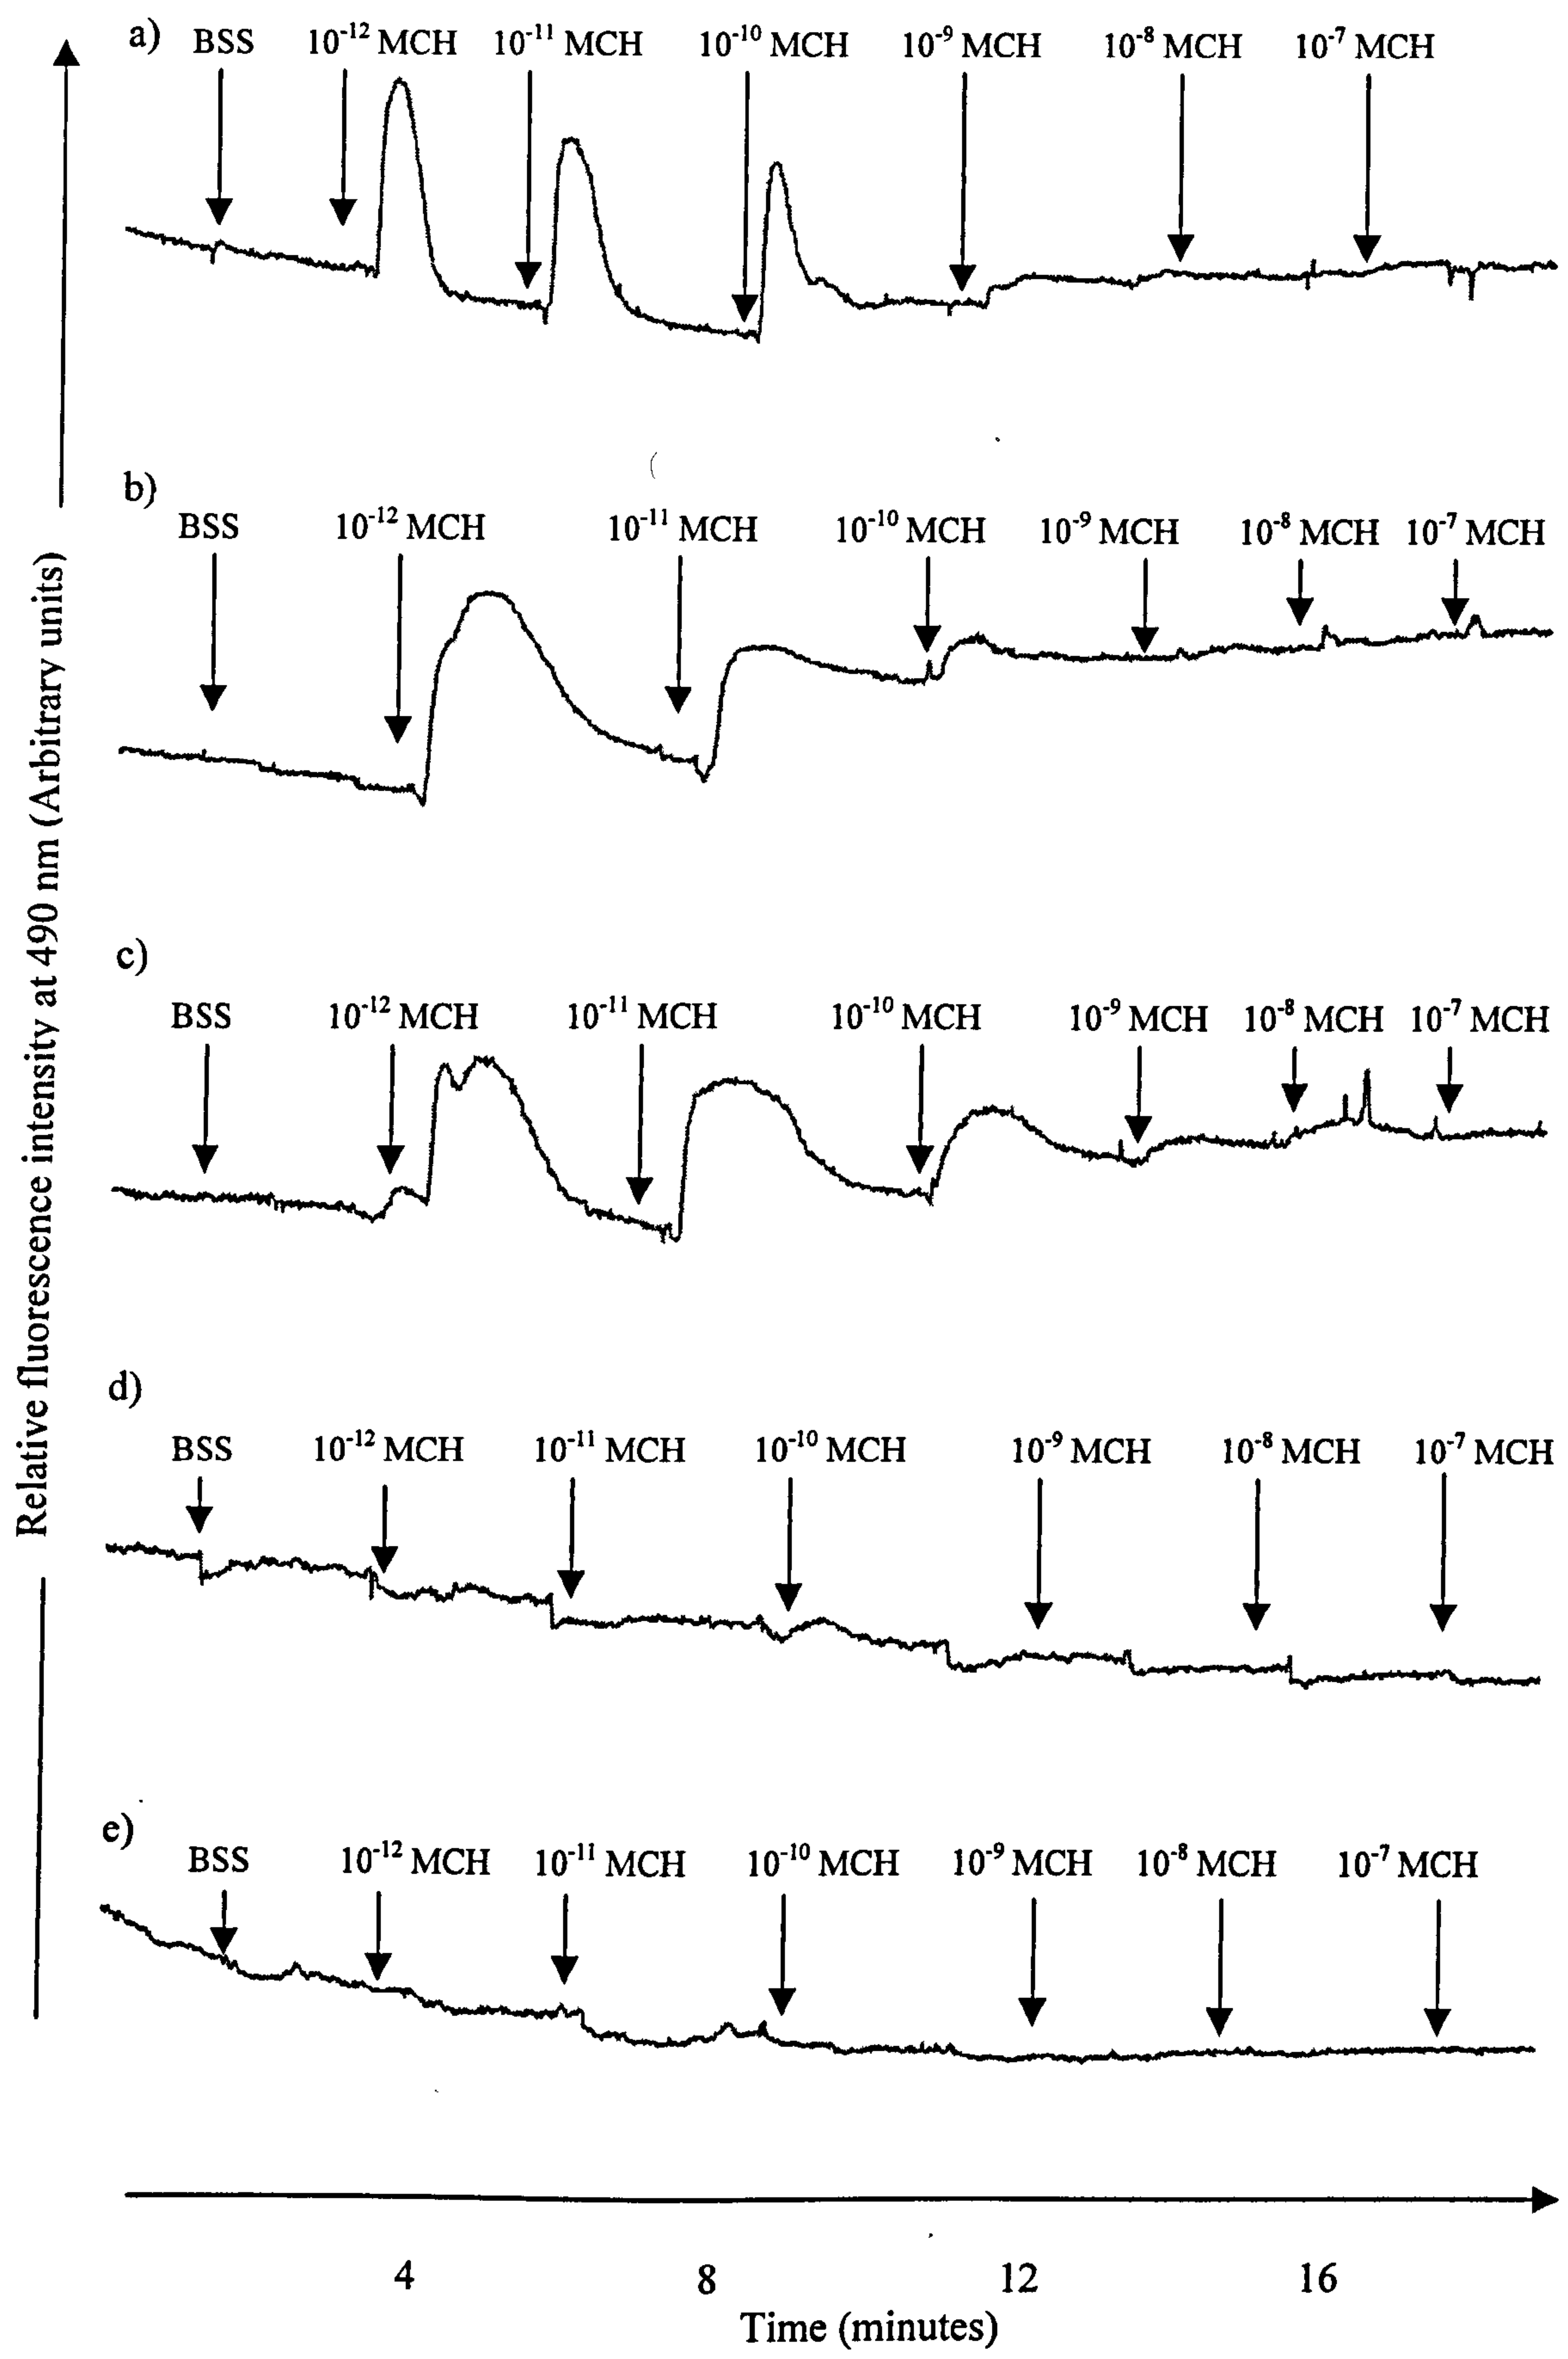 a) BSS 10⁻¹² MCH 10⁻¹¹ MCH 10⁻¹⁰ MCH 10⁻⁹ MCH 10⁻⁸ MCH 10⁻⁷ MCH
b)
BSS 10⁻¹² MCH 10⁻¹¹ MCH 10⁻¹⁰ MCH 10⁻⁹ MCH 10⁻⁸ MCH 10⁻⁷ MCH
c)
BSS 10⁻¹² MCH 10⁻¹¹ MCH 10⁻¹⁰ MCH 10⁻⁹ MCH 10⁻⁸ MCH 10⁻⁷ MCH
d)
BSS 10⁻¹² MCH 10⁻¹¹ MCH 10⁻¹⁰ MCH 10⁻⁹ MCH 10⁻⁸ MCH 10⁻⁷ MCH
e)
BSS 10⁻¹² MCH 10⁻¹¹ MCH 10⁻¹⁰ MCH 10⁻⁹ MCH 10⁻⁸ MCH 10⁻⁷ MCH
Relative fluorescence intensity at 490 nm (Arbitrary units)
4 8 12 16
Time (minutes)